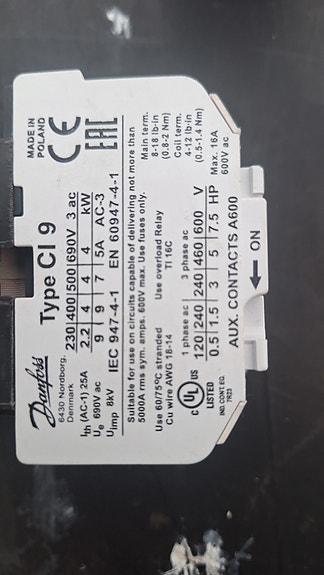 Danfoss
6430 Nordborg,
Denmark
Type CI 9
MADE IN
POLAND
CE
EAC
Ith (AC-1) 25A
Ue 690V ac
Uimp 8kV
230 400 500 690V 3 ac
2.2 4 4 4 kW
9 9 7 5A AC-3
IEC 947-4-1 EN 60947-4-1
Suitable for use on circuits capable of delivering not more than
5000A rms sym. amps. 600V max. Use fuses only.
Use 60/75°C stranded
Cu wire AWG 18-14
Use overload Relay
TI 16C
Main term.
8-18 lb-in
(0.8-2 Nm)
Coil term.
4-12 lb-in
(0.5-1.4 Nm)
c UL US
LISTED
IND. CONT. EQ.
7R23
1 phase ac 3 phase ac
120 240 240 460 600 V
0.5 1.5 3 5 7.5 HP
AUX. CONTACTS A600
Max. 16A
600V ac
ON